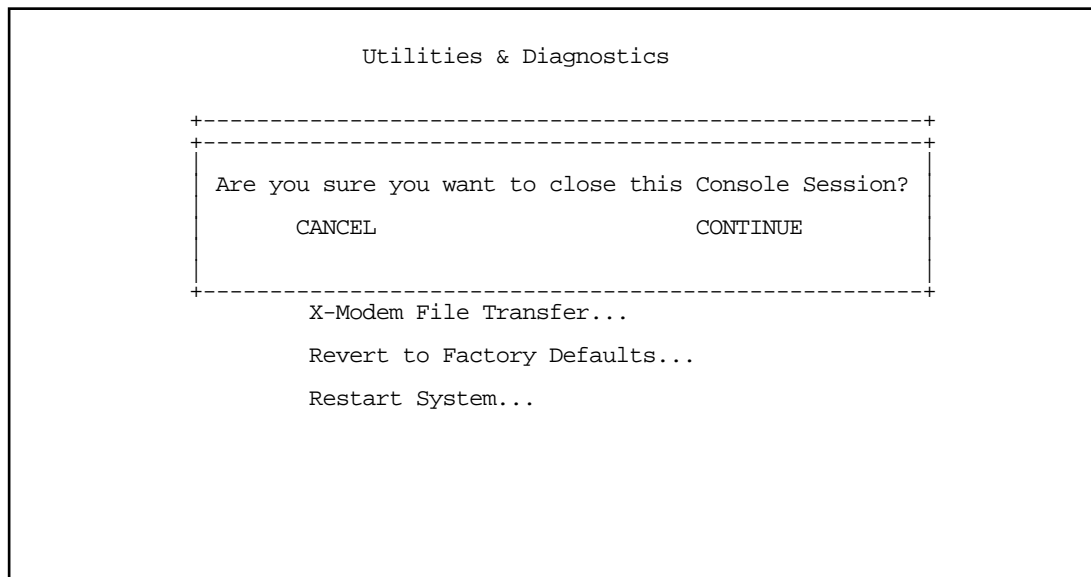 Utilities & Diagnostics
+------------------------------------------------------+
+------------------------------------------------------+
Are you sure you want to close this Console Session?
CANCEL CONTINUE
+------------------------------------------------------+
X-Modem File Transfer...
Revert to Factory Defaults...
Restart System...